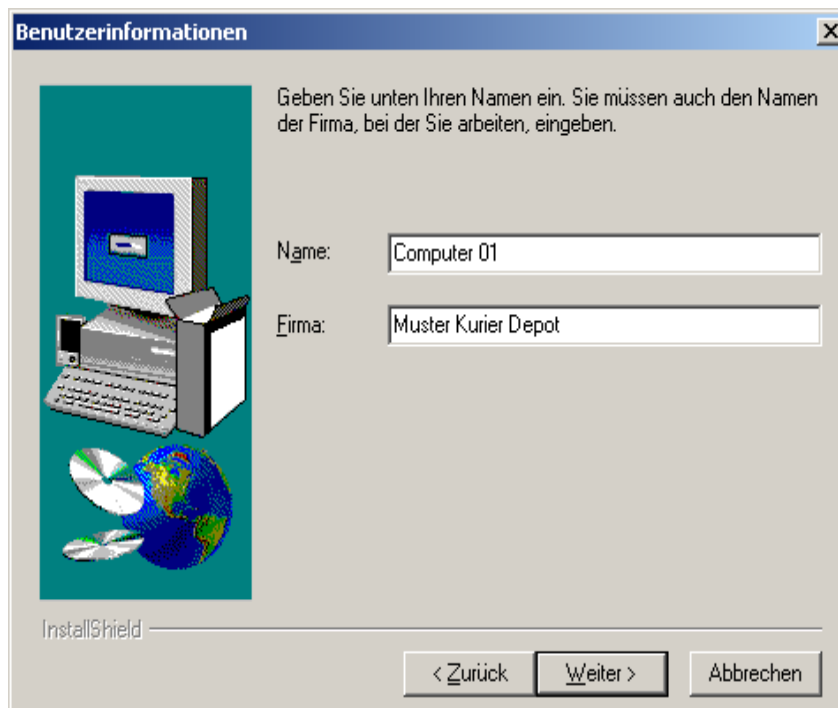 Benutzerinformationen
Geben Sie unten Ihren Namen ein. Sie müssen auch den Namen
der Firma, bei der Sie arbeiten, eingeben.
Name: Computer 01
Firma: Muster Kurier Depot
InstallShield
< Zurück Weiter > Abbrechen